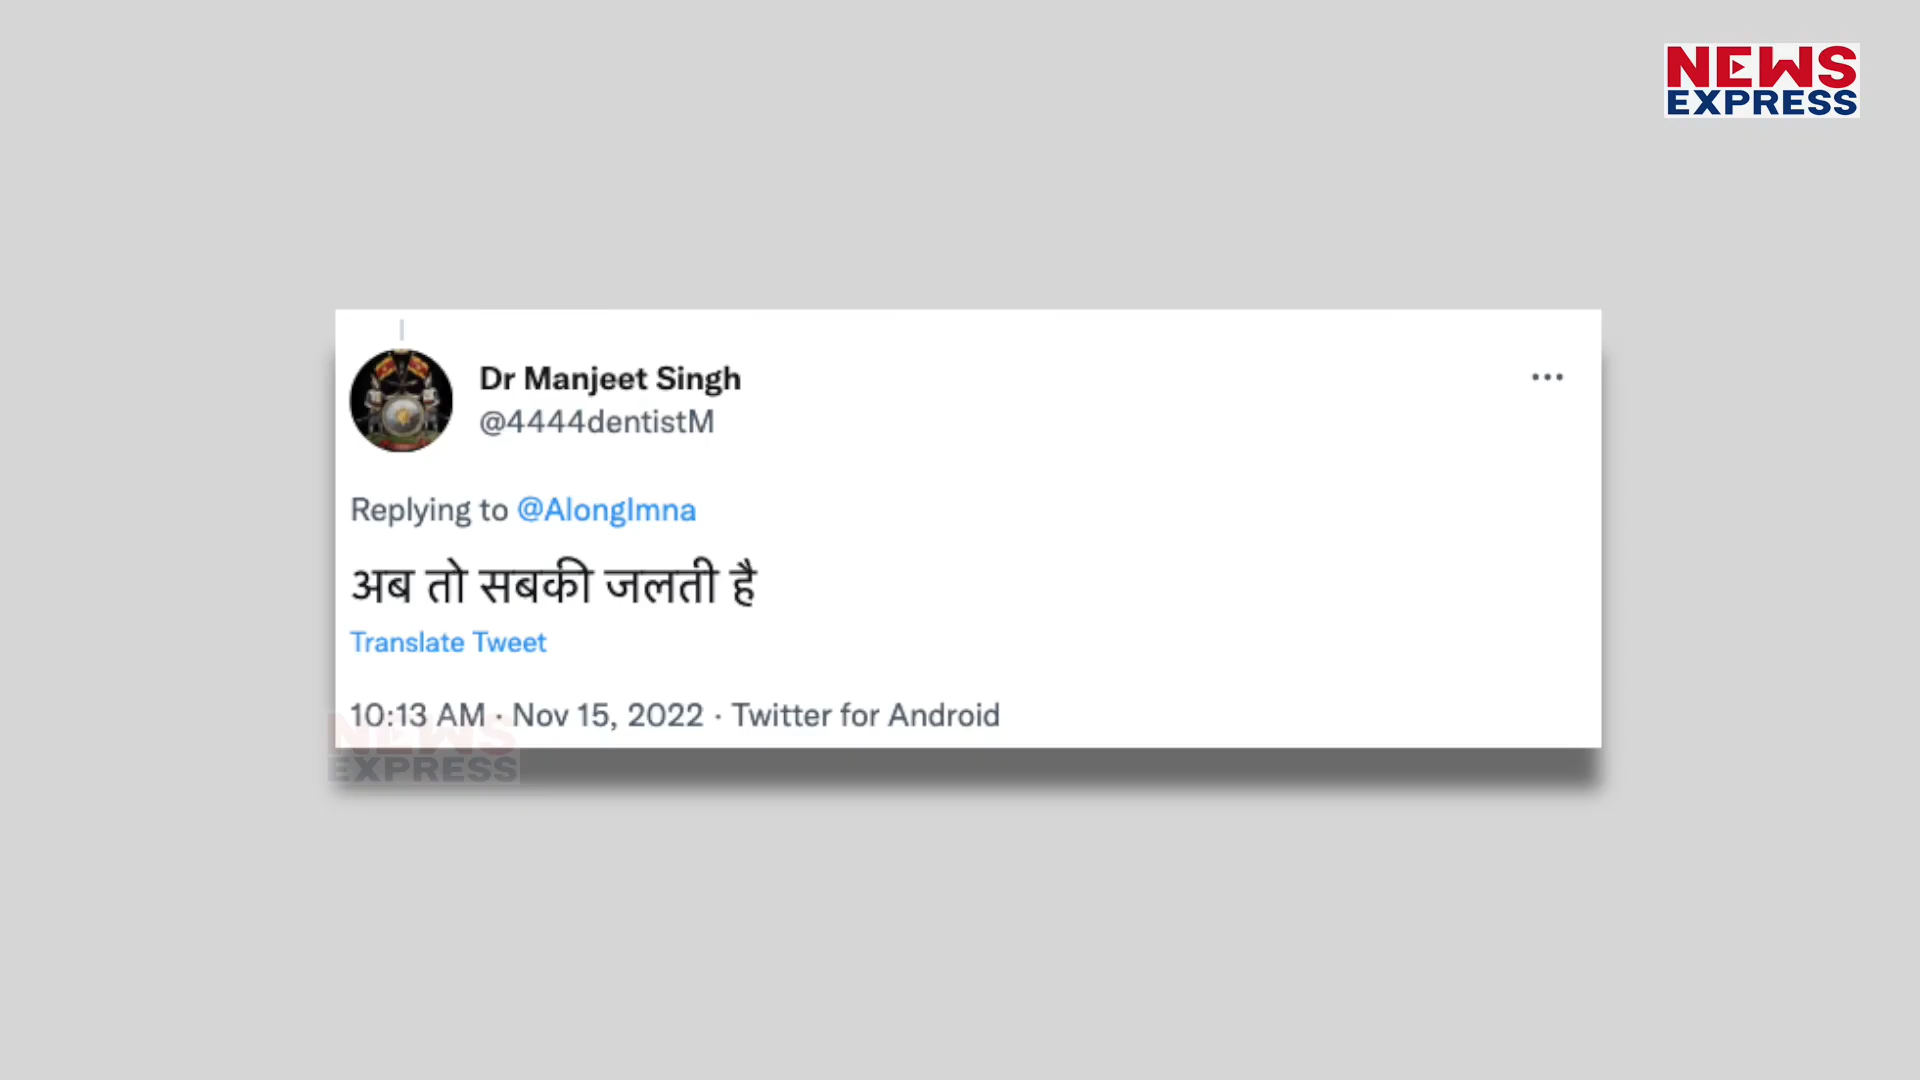 NEWS
EXPRESS
Dr Manjeet Singh
@4444dentistM
Replying to @AlongImna
अब तो सबकी जलती है
Translate Tweet
10:13 AM · Nov 15, 2022 · Twitter for Android
NEWS
EXPRESS